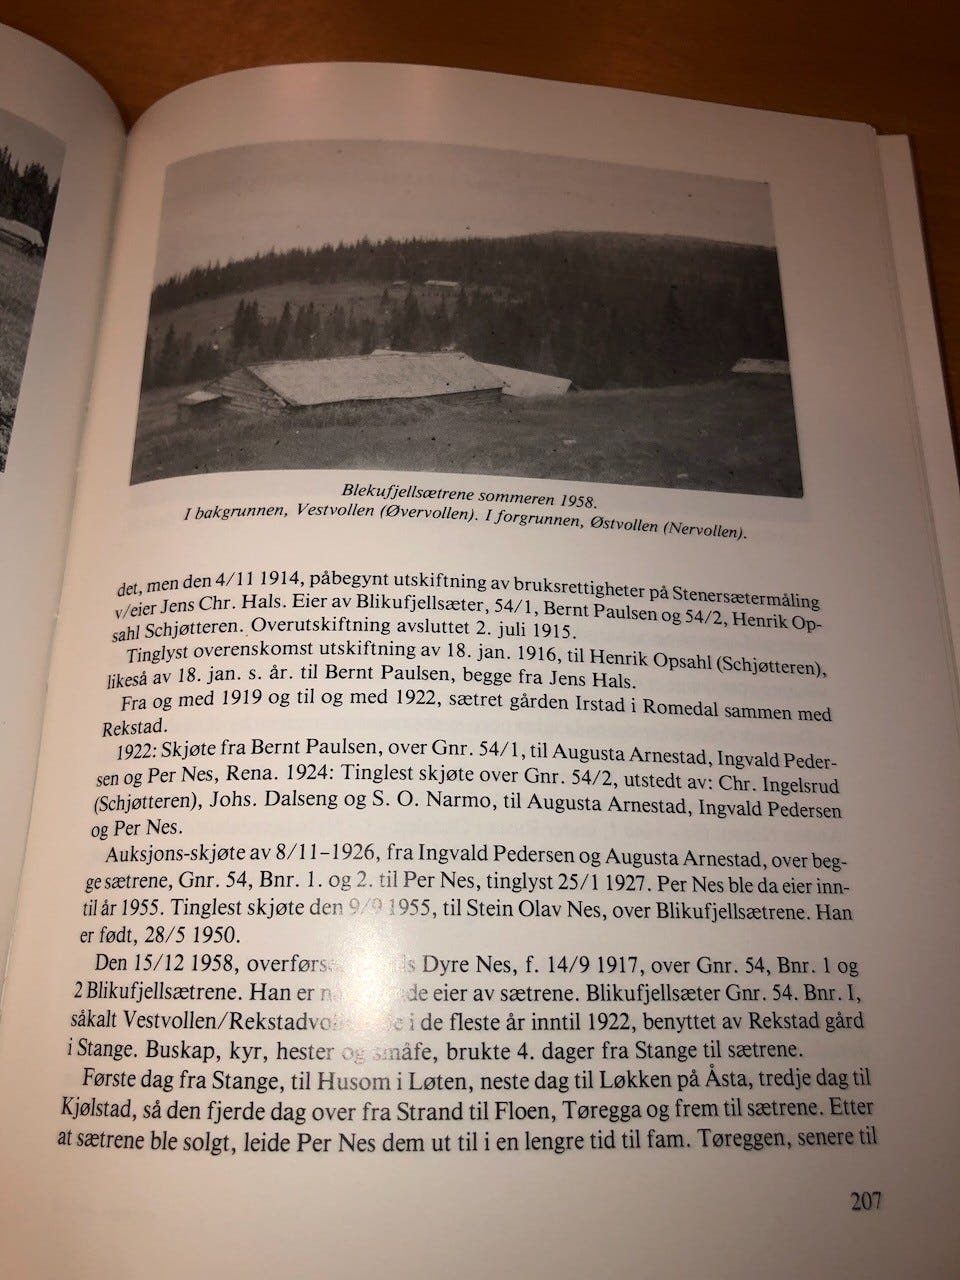 Blekufjellsætrene sommeren 1958.
I bakgrunnen, Vestvollen (Øvervollen). I forgrunnen, Østvollen (Nervollen).
det, men den 4/11 1914, påbegynt utskiftning av bruksrettigheter på Stenersætermåling
v/eier Jens Chr. Hals. Eier av Blikufjellsæter, 54/1, Bernt Paulsen og 54/2, Henrik Op-
sahl Schjøtteren. Overutskiftning avsluttet 2. juli 1915.
Tinglyst overenskomst utskiftning av 18. jan. 1916, til Henrik Opsahl (Schjøtteren),
likeså av 18. jan. s. år. til Bernt Paulsen, begge fra Jens Hals.
Fra og med 1919 og til og med 1922, sætret gården Irstad i Romedal sammen med
Rekstad.
1922: Skjøte fra Bernt Paulsen, over Gnr. 54/1, til Augusta Arnestad, Ingvald Peder-
sen og Per Nes, Rena. 1924: Tinglest skjøte over Gnr. 54/2, utstedt av: Chr. Ingelsrud
(Schjøtteren), Johs. Dalseng og S. O. Narmo, til Augusta Arnestad, Ingvald Pedersen
og Per Nes.
Auksjons-skjøte av 8/11–1926, fra Ingvald Pedersen og Augusta Arnestad, over beg-
ge sætrene, Gnr. 54, Bnr. 1. og 2. til Per Nes, tinglyst 25/1 1927. Per Nes ble da eier inn-
til år 1955. Tinglest skjøte den 9/9 1955, til Stein Olav Nes, over Blikufjellsætrene. Han
er født, 28/5 1950.
Den 15/12 1958, Dyre Nes, f. 14/9 1917, over Gnr. 54, Bnr. 1 og
2 Blikufjellsætrene. Han er eier av sætrene. Blikufjellsæter Gnr. 54. Bnr. I,
såkalt i de fleste år inntil 1922, benyttet av Rekstad gård
i Stange. Buskap, kyr, hester og småfe, brukte 4. dager fra Stange til sætrene.
Første dag fra Stange, til Husom i Løten, neste dag til Løkken på Åsta, tredje dag til
Kjølstad, så den fjerde dag over fra Strand til Floen, Tøregga og frem til sætrene. Etter
at sætrene ble solgt, leide Per Nes dem ut til i en lengre tid til fam. Tøreggen, senere til
207